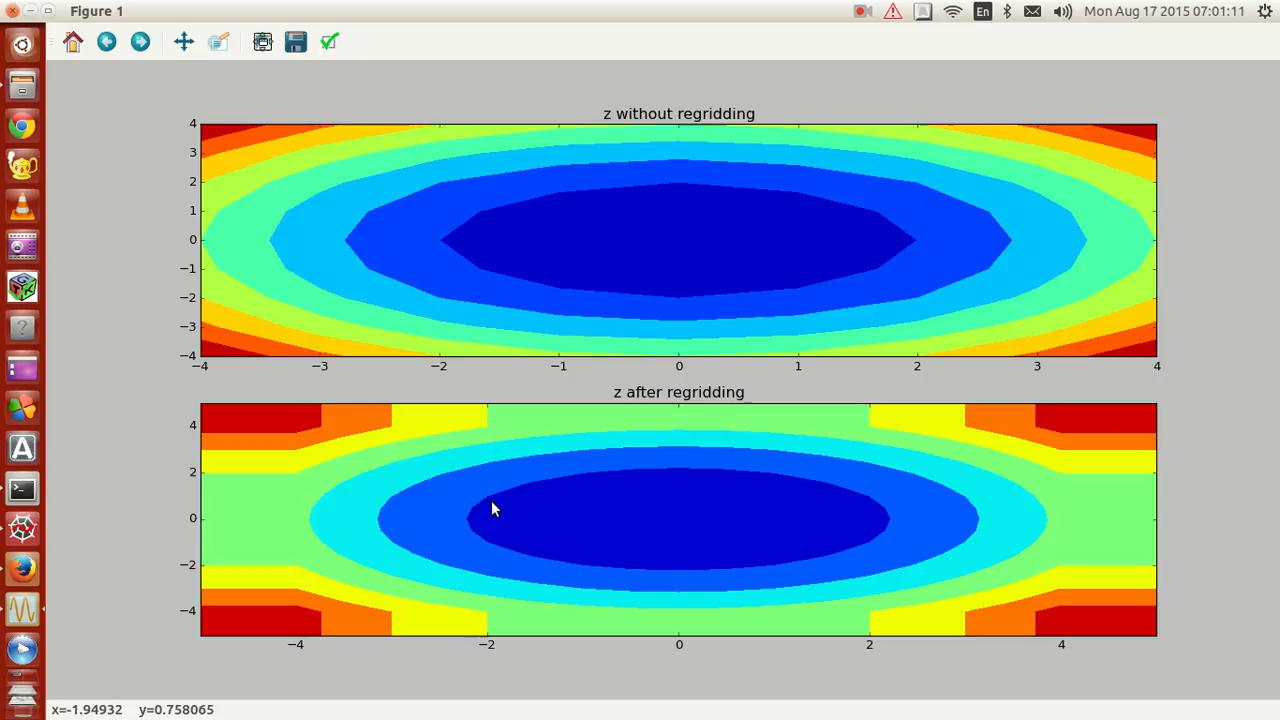 Figure 1
En
Mon Aug 17 2015 07:01:11
z without regridding
4
3
2
1
0
−1
−2
−3
−4
−4 −3 −2 −1 0 1 2 3 4
z after regridding
4
2
0
−2
−4
−4 −2 0 2 4
x=-1.94932 y=0.758065
A
A
?